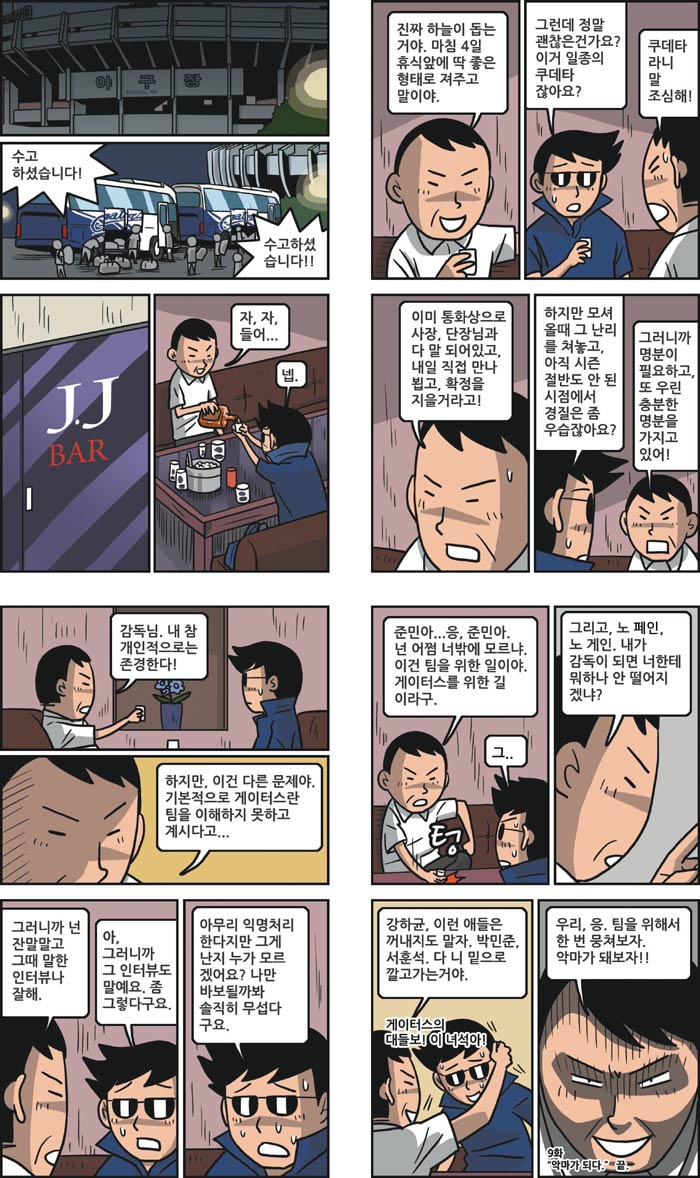 야구장
수고
하셨습니다!
수고하셨
습니다!!
J.J
BAR
자, 자,
들어...
넵.
진짜 하늘이 돕는
거야. 마침 4일
휴식앞에 딱 좋은
형태로 져주고
말이야.
그런데 정말
괜찮은건가요?
이거 일종의
쿠데타
잖아요?
쿠데타
라니
말
조심해!
이미 통화상으로
사장, 단장님과
다 말 되어있고,
내일 직접 만나
뵙고, 확정을
지을거라고!
하지만 모셔
올때 그 난리
를 쳐놓고,
아직 시즌
절반도 안 된
시점에서
경질은 좀
우습잖아요?
그러니까
명분이
필요하고,
또 우린
충분한
명분을
가지고
있어!
감독님. 내 참
개인적으로는
존경한다!
하지만, 이건 다른 문제야.
기본적으로 게이터스란
팀을 이해하지 못하고
계시다고...
그러니까 넌
잔말말고
그때 말한
인터뷰나
잘해.
아,
그러니까
그 인터뷰도
말예요. 좀
그렇다구요.
아무리 익명처리
한다지만 그게
난지 누가 모르
겠어요? 나만
바보될까봐
솔직히 무섭다
구요.
준민아...응, 준민아.
넌 어쩜 너밖에 모르냐.
이건 팀을 위한 일이야.
게이터스를 위한 길
이라구.
그..
텅
그리고, 노 페인,
노 게인. 내가
감독이 되면 너한테
뭐하나 안 떨어지
겠냐?
강하균, 이런 애들은
꺼내지도 말자. 박민준,
서훈석. 다 니 밑으로
깔고가는거야.
게이터스의
대들보! 이 녀석아!
우리, 응. 팀을 위해서
한 번 뭉쳐보자.
악마가 돼보자!!
9화
"악마가 되다." 끝.